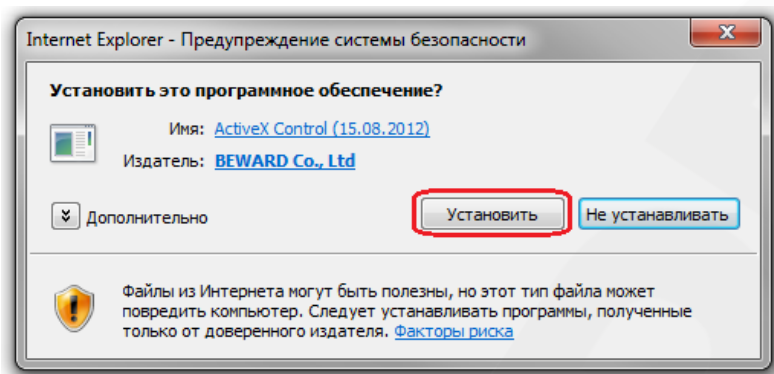 Internet Explorer - Предупреждение системы безопасности
Установить это программное обеспечение?
Имя: ActiveX Control (15.08.2012)
Издатель: BEWARD Co., Ltd
Дополнительно
Установить
Не устанавливать
Файлы из Интернета могут быть полезны, но этот тип файла может
повредить компьютер. Следует устанавливать программы, полученные
только от доверенного издателя. Факторы риска